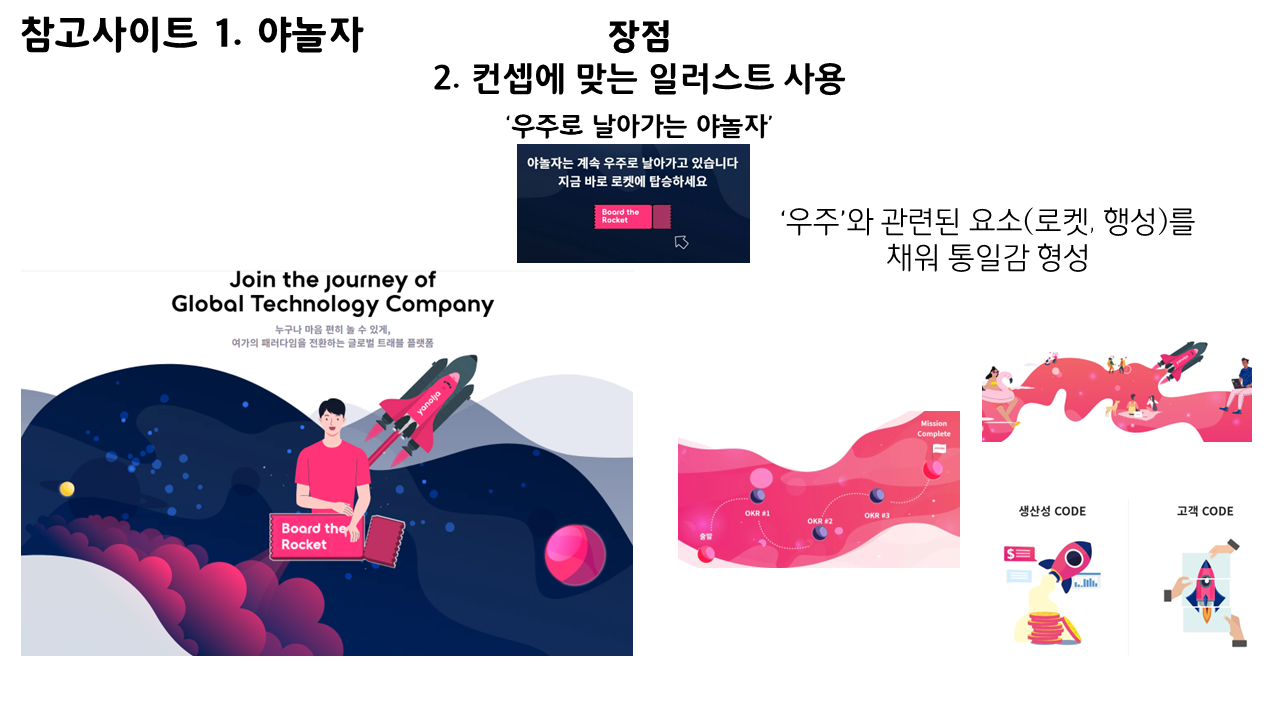 참고사이트 1. 야놀자
장점
2. 컨셉에 맞는 일러스트 사용
‘우주로 날아가는 야놀자’
야놀자는 계속 우주로 날아가고 있습니다
지금 바로 로켓에 탑승하세요
Board the
Rocket
‘우주’와 관련된 요소(로켓, 행성)를
채워 통일감 형성
Join the journey of
Global Technology Company
누구나 마음 편히 놀 수 있게,
여가의 패러다임을 전환하는 글로벌 트래블 플랫폼
yanolja
Board the
Rocket
Mission
Complete
OKR #1
OKR #2
OKR #3
출발
yanolja
생산성 CODE
고객 CODE